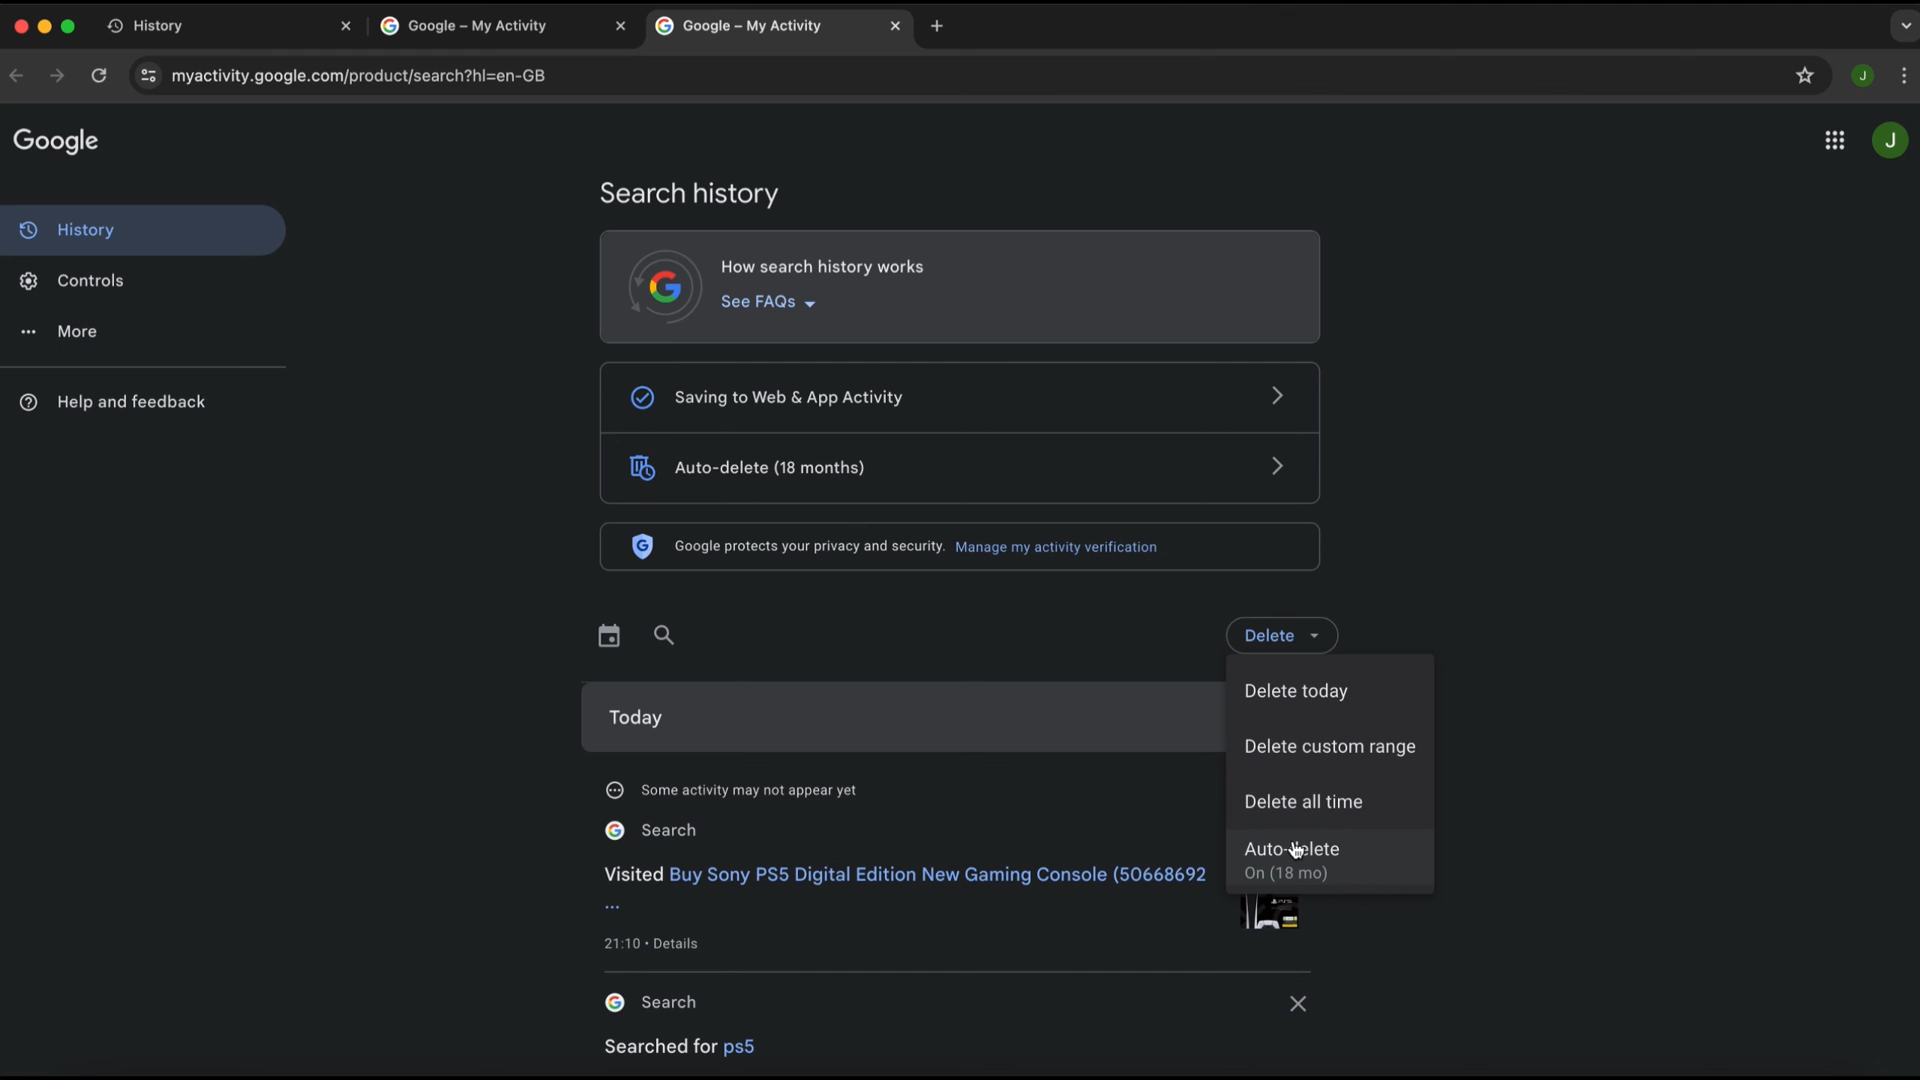 History
Google – My Activity
Google – My Activity
myactivity.google.com/product/search?hl=en-GB
J
Google
J
History
Controls
More
Help and feedback
Search history
How search history works
See FAQs
Saving to Web & App Activity
Auto-delete (18 months)
Google protects your privacy and security. Manage my activity verification
Delete
Delete today
Delete custom range
Delete all time
Auto-delete
On (18 mo)
Today
Some activity may not appear yet
Search
Visited Buy Sony PS5 Digital Edition New Gaming Console (50668692
...
21:10 • Details
Search
Searched for ps5